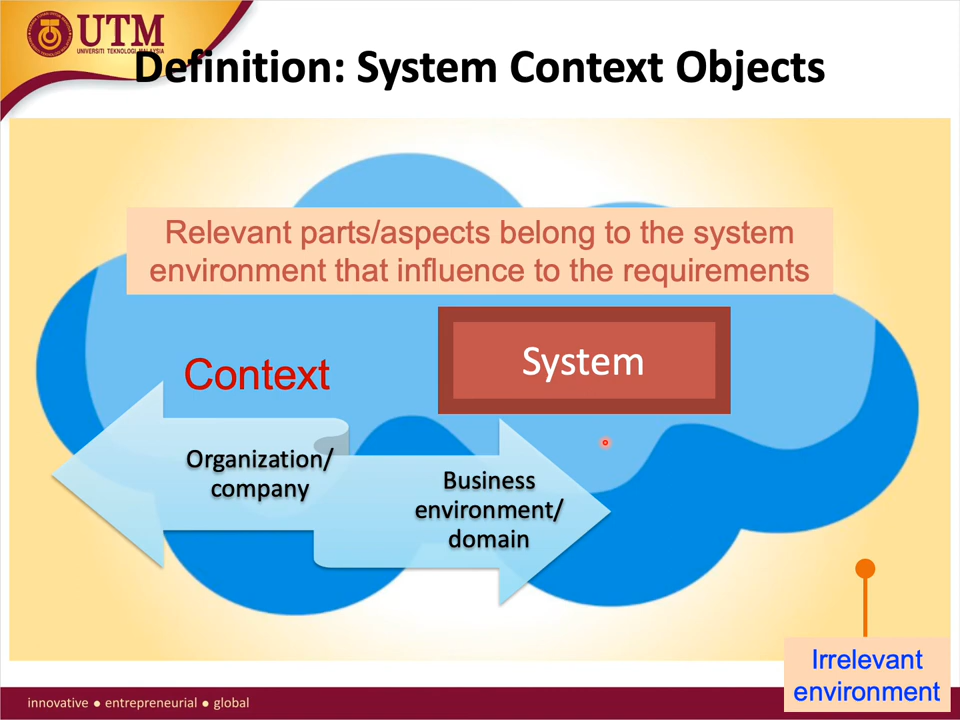 UTM
UNIVERSITI TEKNOLOGI MALAYSIA
Definition: System Context Objects
Relevant parts/aspects belong to the system
environment that influence to the requirements
System
Context
Organization/
company
Business
environment/
domain
Irrelevant
environment
innovative ● entrepreneurial ● global